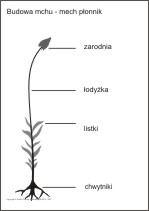 Budowa mchu - mech płonnik
zarodnia
łodyżka
listki
chwytniki